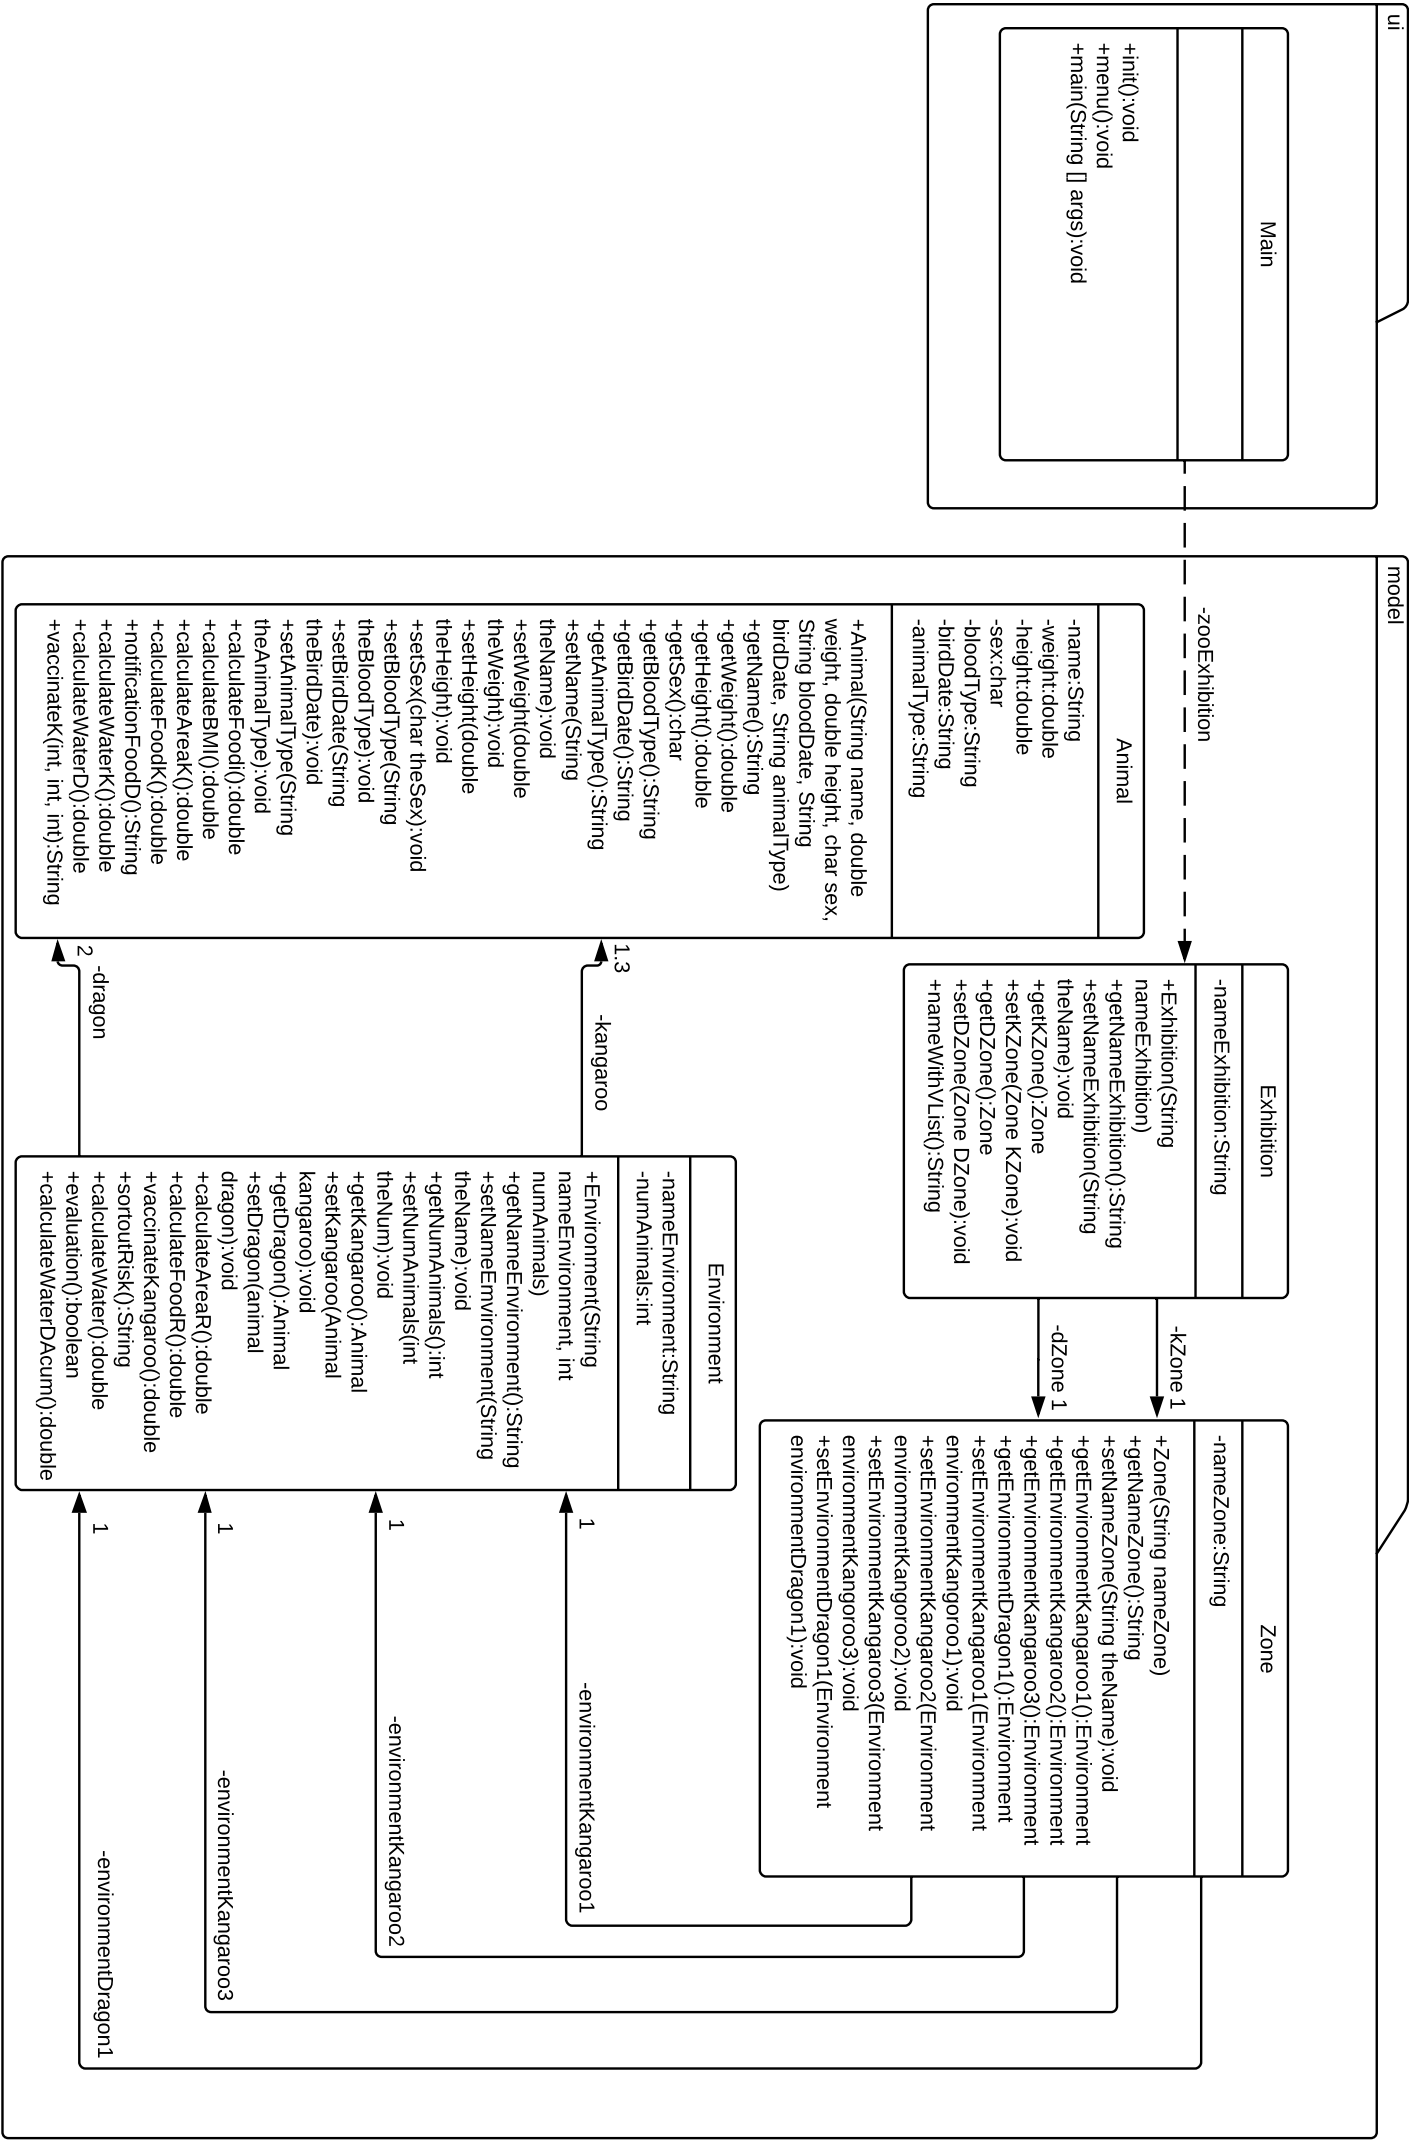 ui
Main
+init():void
+menu():void
+main(String [] args):void
model
-zooExhibition
Animal
-name:String
-weight:double
-height:double
-sex:char
-bloodType:String
-birdDate:String
-animalType:String
+Animal(String name, double
weight, double height, char sex,
String bloodDate, String
birdDate, String animalType)
+getName():String
+getWeight():double
+getHeight():double
+getSex():char
+getBloodType():String
+getBirdDate():String
+getAnimalType():String
+setName(String
theName):void
+setWeight(double
theWeight):void
+setHeight(double
theHeight):void
+setSex(char theSex):void
+setBloodType(String
theBloodType):void
+setBirdDate(String
theBirdDate):void
+setAnimalType(String
theAnimalType):void
+calculateFoodi():double
+calculateBMI():double
+calculateAreaK():double
+calculateFoodK():double
+notificationFoodD():String
+calculateWaterK():double
+calculateWaterD():double
+vaccinateK(int, int, int):String
1.3
-kangaroo
2
-dragon
Exhibition
-nameExhibition:String
+Exhibition(String
nameExhibition)
+getNameExhibition():String
+setNameExhibition(String
theName):void
+getKZone():Zone
+setKZone(Zone KZone):void
+getDZone():Zone
+setDZone(Zone DZone):void
+nameWithVList():String
-kZone 1
-dZone 1
Environment
-nameEnvironment:String
-numAnimals:int
+Environment(String
nameEnvironment, int
numAnimals)
+getNameEnvironment():String
+setNameEmvironment(String
theName):void
+getNumAnimals():int
+setNumAnimals(int
theNum):void
+getKangaroo():Animal
+setKangaroo(Animal
kangaroo):void
+getDragon():Animal
+setDragon(animal
dragon):void
+calculateAreaR():double
+calculateFoodR():double
+vaccinateKangaroo():double
+sortoutRisk():String
+calculateWater():double
+evaluation():boolean
+calculateWaterDAcum():double
Zone
-nameZone:String
+Zone(String nameZone)
+getNameZone():String
+setNameZone(String theName):void
+getEnvironmentKangaroo1():Environment
+getEnvironmentKangaroo2():Environment
+getEnvironmentKangaroo3():Environment
+getEnvironmentDragon1():Environment
+setEnvironmentKangaroo1(Environment
environmentKangoroo1):void
+setEnvironmentKangaroo2(Environment
environmentKangoroo2):void
+setEnvironmentKangaroo3(Environment
environmentKangoroo3):void
+setEnvironmentDragon1(Environment
environmentDragon1):void
1
-environmentKangaroo1
1
-environmentKangaroo2
1
-environmentKangaroo3
1
-environmentDragon1